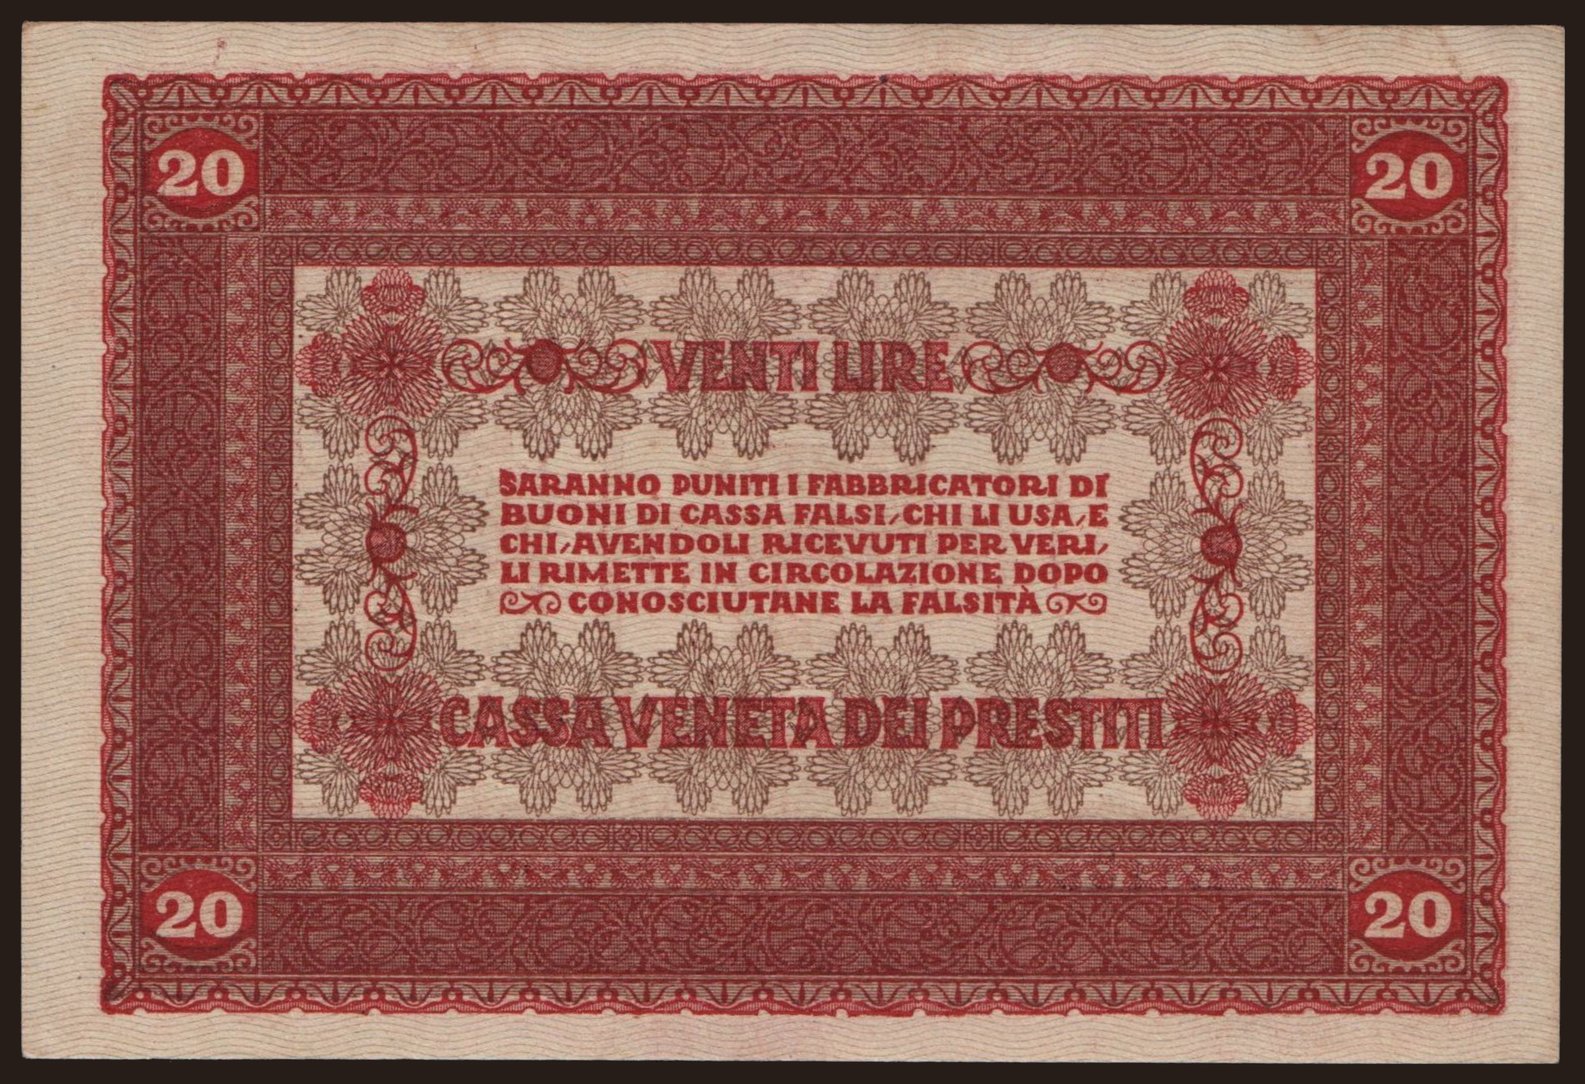 20 20
VENTI LIRE
SARANNO PUNITI I FABBRICATORI DI
BUONI DI CASSA FALSI, CHI LI USA, E
CHI, AVENDOLI RICEVUTI PER VERI,
LI RIMETTE IN CIRCOLAZIONE DOPO
CONOSCIUTANE LA FALSITÀ
CASSA VENETA DEI PRESTITI
20 20